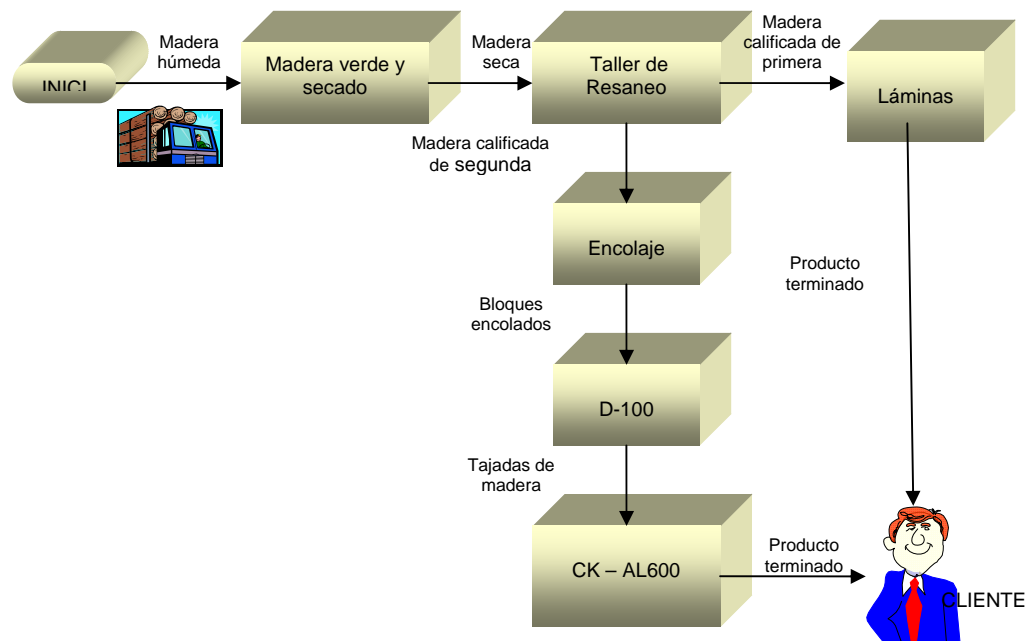 INICI
Madera
húmeda
Madera verde y
secado
Madera
seca
Taller de
Resaneo
Madera
calificada de
primera
Láminas
Madera calificada
de segunda
Encolaje
Producto
terminado
Bloques
encolados
D-100
Tajadas de
madera
CK – AL600
Producto
terminado
CLIENTE